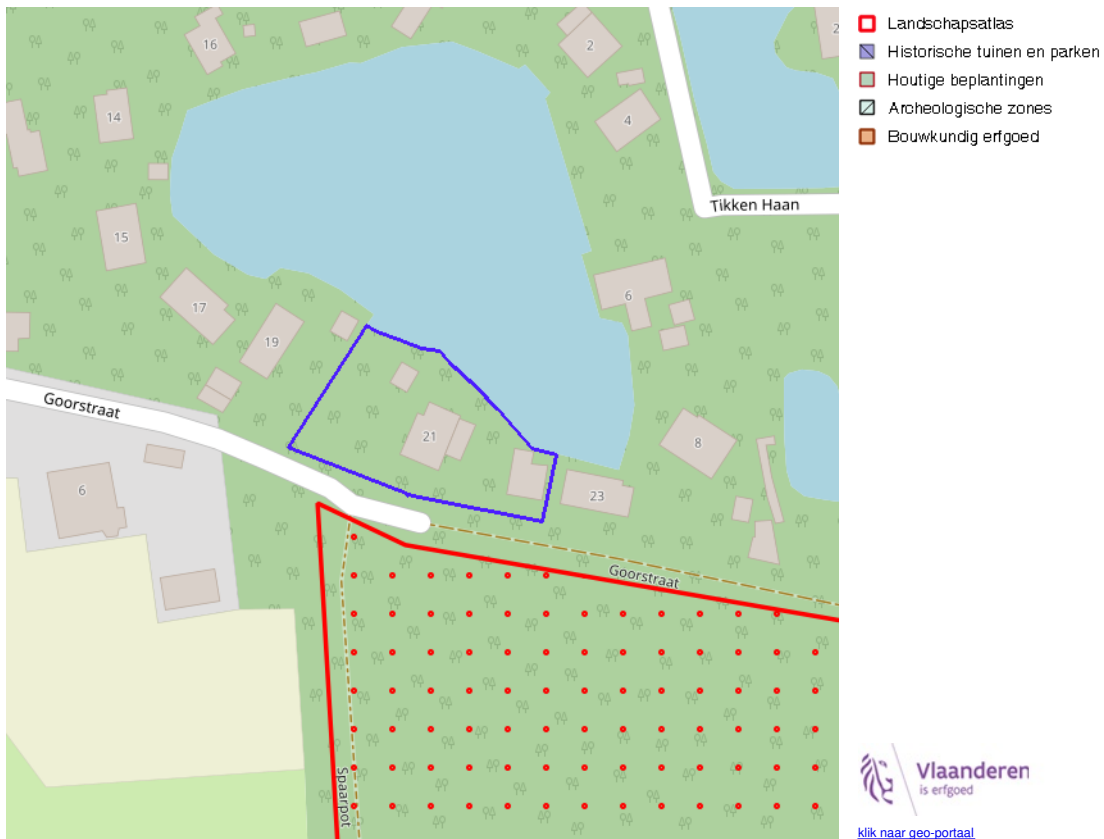 Landschapsatlas
Historische tuinen en parken
Houtige beplantingen
Archeologische zones
Bouwkundig erfgoed
16
2
2
14
4
Tikken Haan
15
6
17
19
Goorstraat
21
8
6
23
Goorstraat
Spaarpot
Vlaanderen
is erfgoed
klik naar geo-portaal